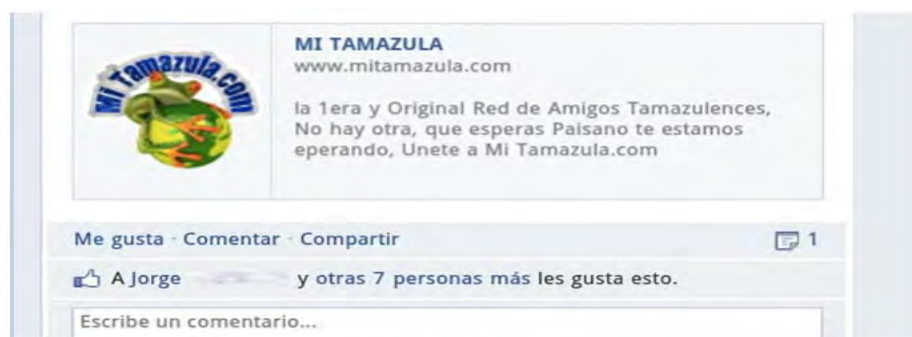 Mi Tamazula.com
MI TAMAZULA
www.mitamazula.com
la 1era y Original Red de Amigos Tamazulences,
No hay otra, que esperas Paisano te estamos
eperando, Unete a Mi Tamazula.com
Me gusta · Comentar · Compartir 1
A Jorge y otras 7 personas más les gusta esto.
Escribe un comentario...